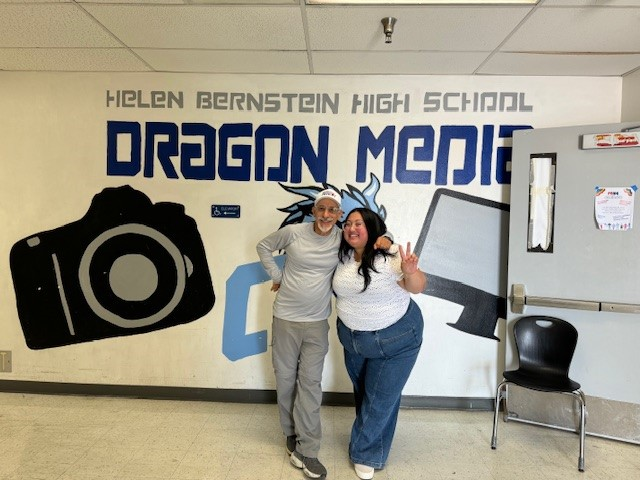 HELEN BERNSTEIN HIGH SCHOOL
DRAGON MEDIA